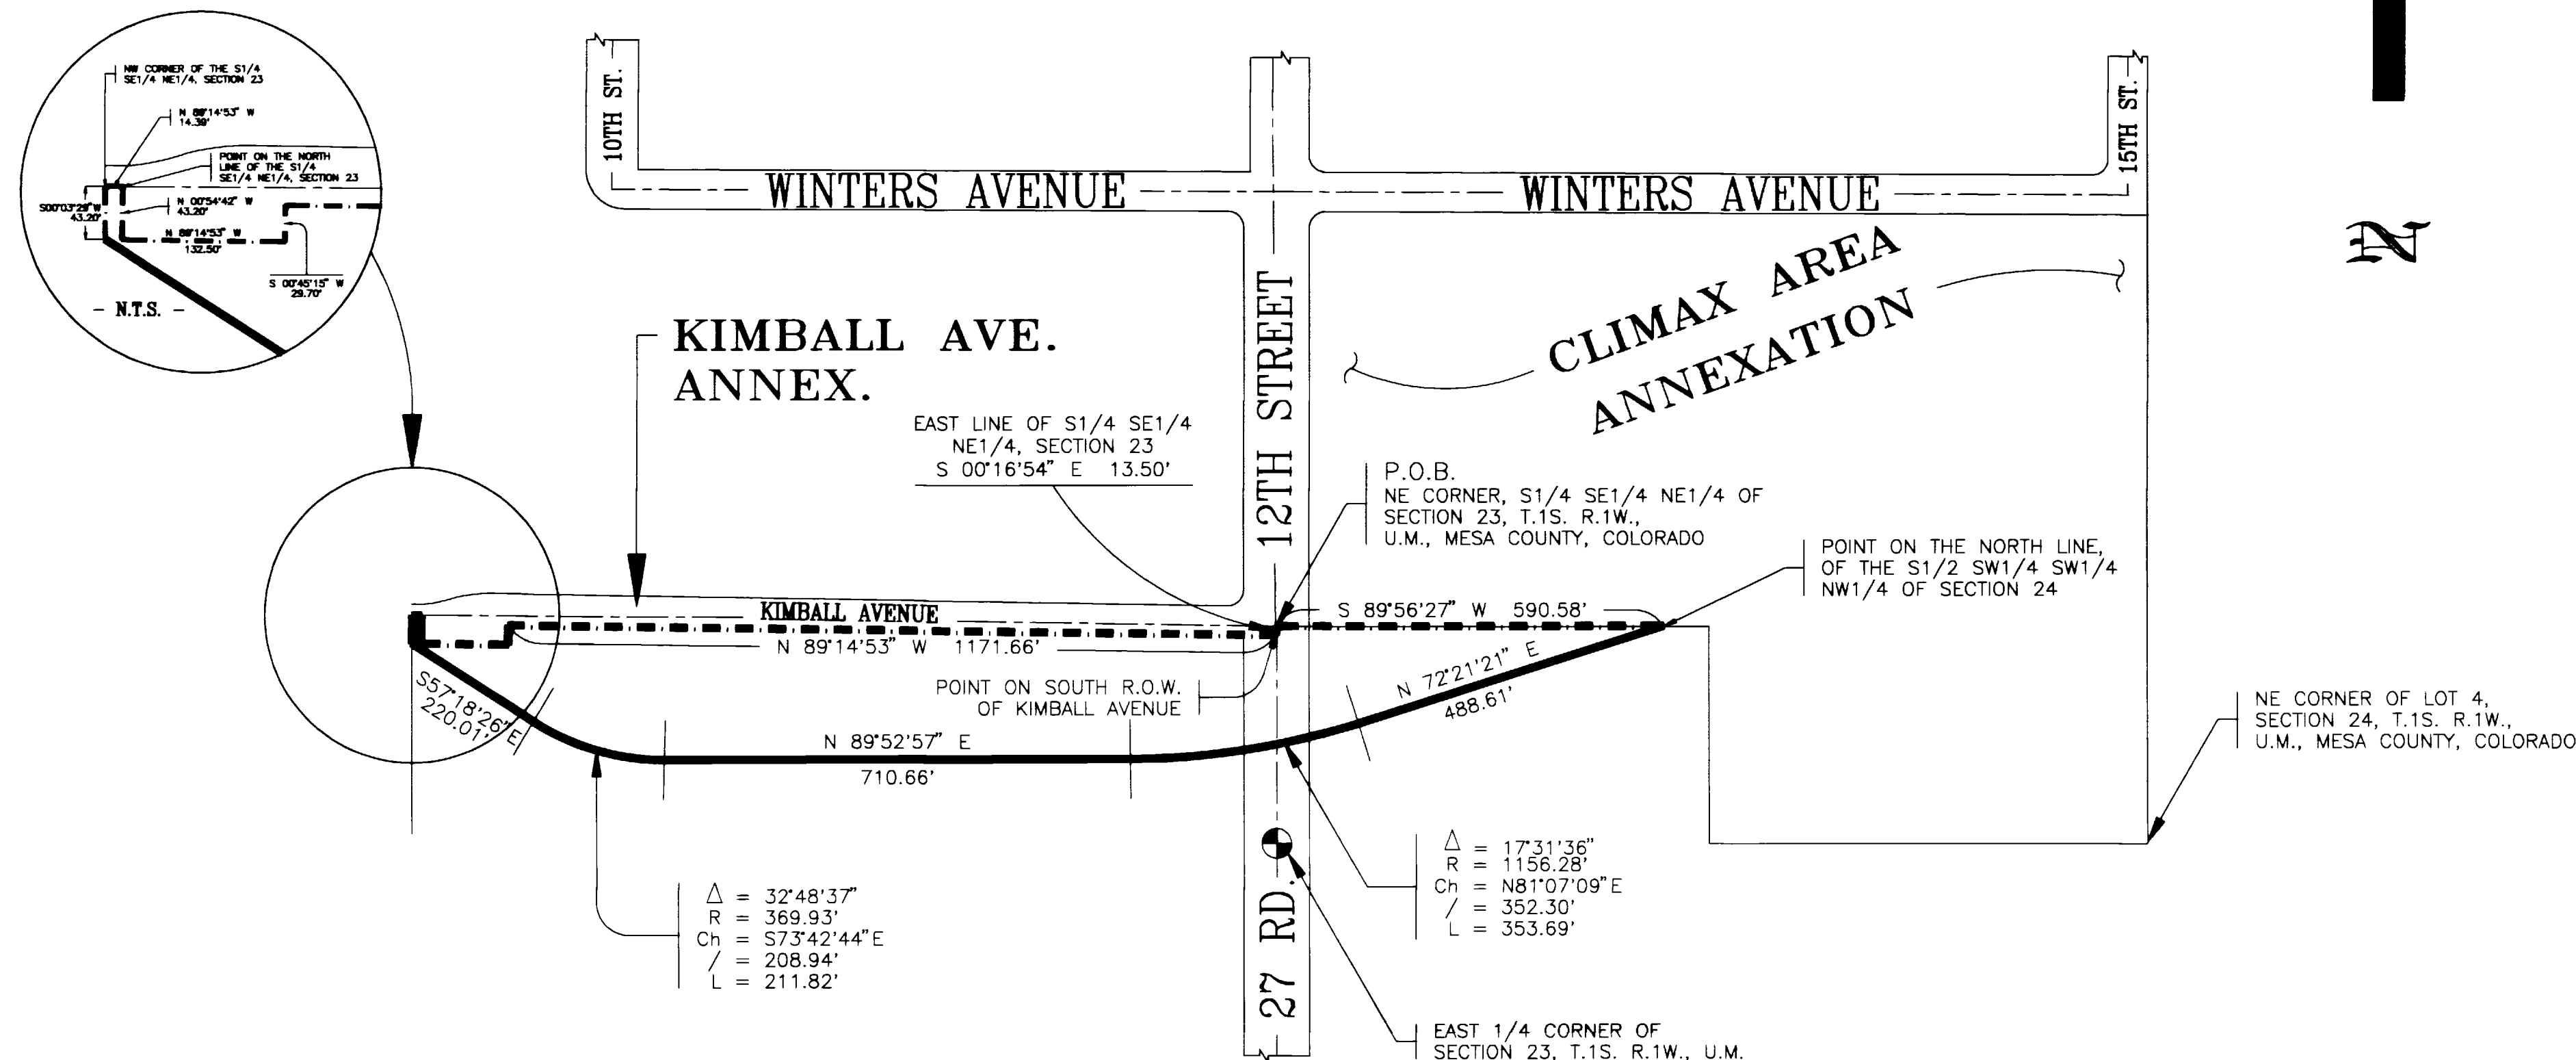 NW CORNER OF THE S1/4
SE1/4 NE1/4, SECTION 23
N 89°14'53" W
14.39'
POINT ON THE NORTH
LINE OF THE S1/4
SE1/4 NE1/4, SECTION 23
S00°03'29"W
43.20'
N 00°54'42" W
43.20'
N 89°14'53" W
132.50'
S 00°45'15" W
29.70'
- N.T.S. -
10TH ST.
15TH ST.
WINTERS AVENUE
WINTERS AVENUE
N
12TH STREET
CLIMAX AREA
ANNEXATION
KIMBALL AVE.
ANNEX.
EAST LINE OF S1/4 SE1/4
NE1/4, SECTION 23
S 00°16'54" E 13.50'
P.O.B.
NE CORNER, S1/4 SE1/4 NE1/4 OF
SECTION 23, T.1S. R.1W.,
U.M., MESA COUNTY, COLORADO
POINT ON THE NORTH LINE,
OF THE S1/2 SW1/4 SW1/4
NW1/4 OF SECTION 24
KIMBALL AVENUE
S 89°56'27" W 590.58'
N 89°14'53" W 1171.66'
POINT ON SOUTH R.O.W.
OF KIMBALL AVENUE
S57°18'26"E
220.01'
N 72°21'21" E
488.61'
N 89°52'57" E
710.66'
NE CORNER OF LOT 4,
SECTION 24, T.1S. R.1W.,
U.M., MESA COUNTY, COLORADO
Δ = 17°31'36"
R = 1156.28'
Ch = N81°07'09"E
/ = 352.30'
L = 353.69'
Δ = 32°48'37"
R = 369.93'
Ch = S73°42'44"E
/ = 208.94'
L = 211.82'
27 RD.
EAST 1/4 CORNER OF
SECTION 23, T.1S. R.1W., U.M.